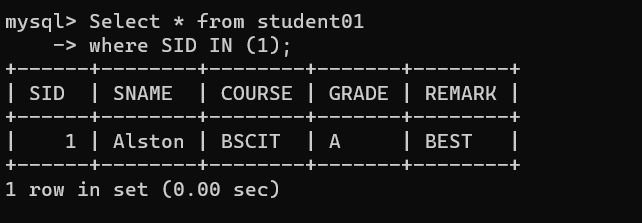 mysql> Select * from student01
    -> where SID IN (1);
+------+--------+--------+-------+--------+
| SID  | SNAME  | COURSE | GRADE | REMARK |
+------+--------+--------+-------+--------+
|    1 | Alston | BSCIT  | A     | BEST   |
+------+--------+--------+-------+--------+
1 row in set (0.00 sec)